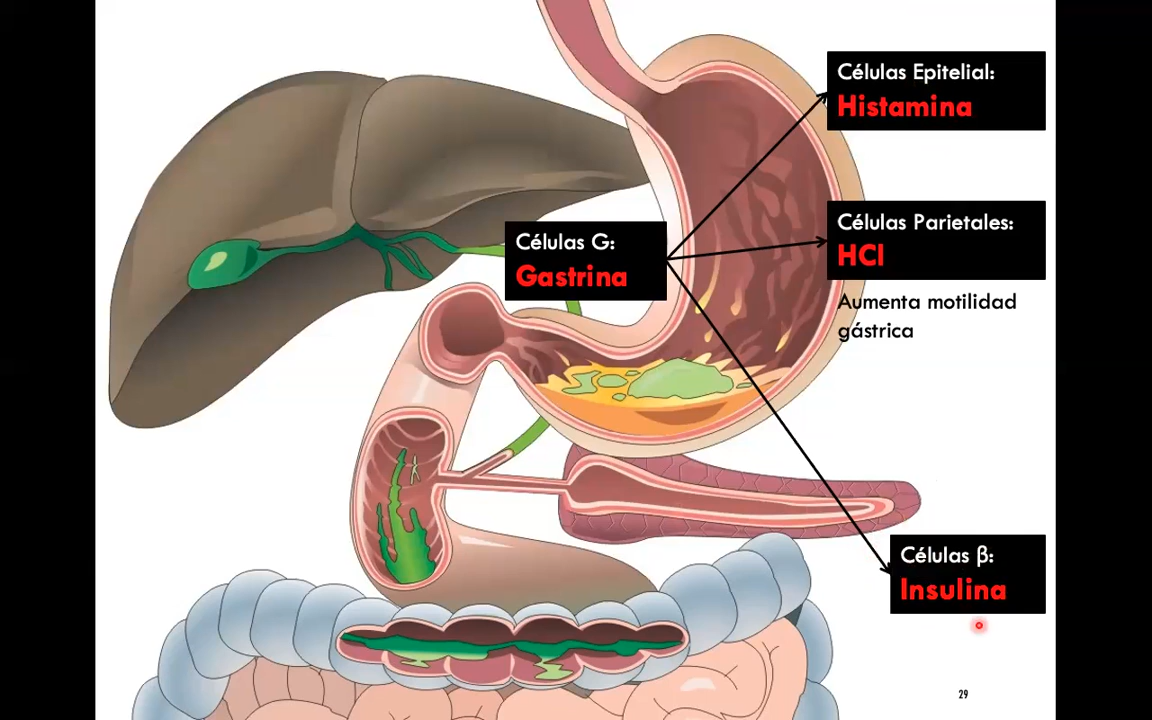 Células Epitelial:
Histamina
Células Parietales:
HCl
Células G:
Gastrina
Aumenta motilidad
gástrica
Células β:
Insulina
29